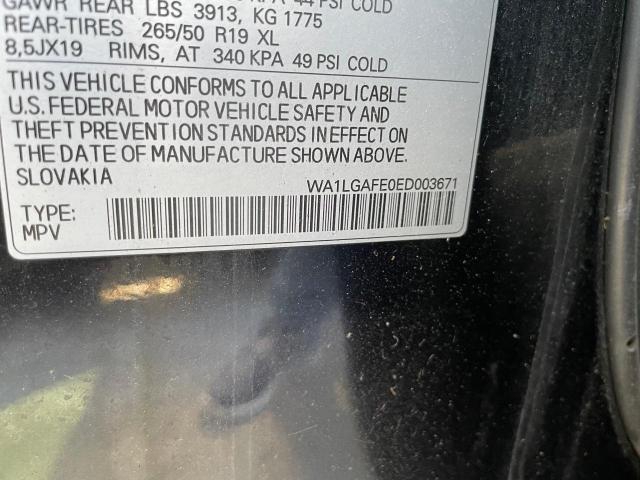 GAWR REAR LBS 3913, KG 1775
REAR-TIRES 265/50 R19 XL
8,5JX19 RIMS, AT 340 KPA 49 PSI COLD
THIS VEHICLE CONFORMS TO ALL APPLICABLE
U.S. FEDERAL MOTOR VEHICLE SAFETY AND
THEFT PREVENTION STANDARDS IN EFFECT ON
THE DATE OF MANUFACTURE SHOWN ABOVE.
SLOVAKIA WA1LGAFE0ED003671
TYPE:
MPV